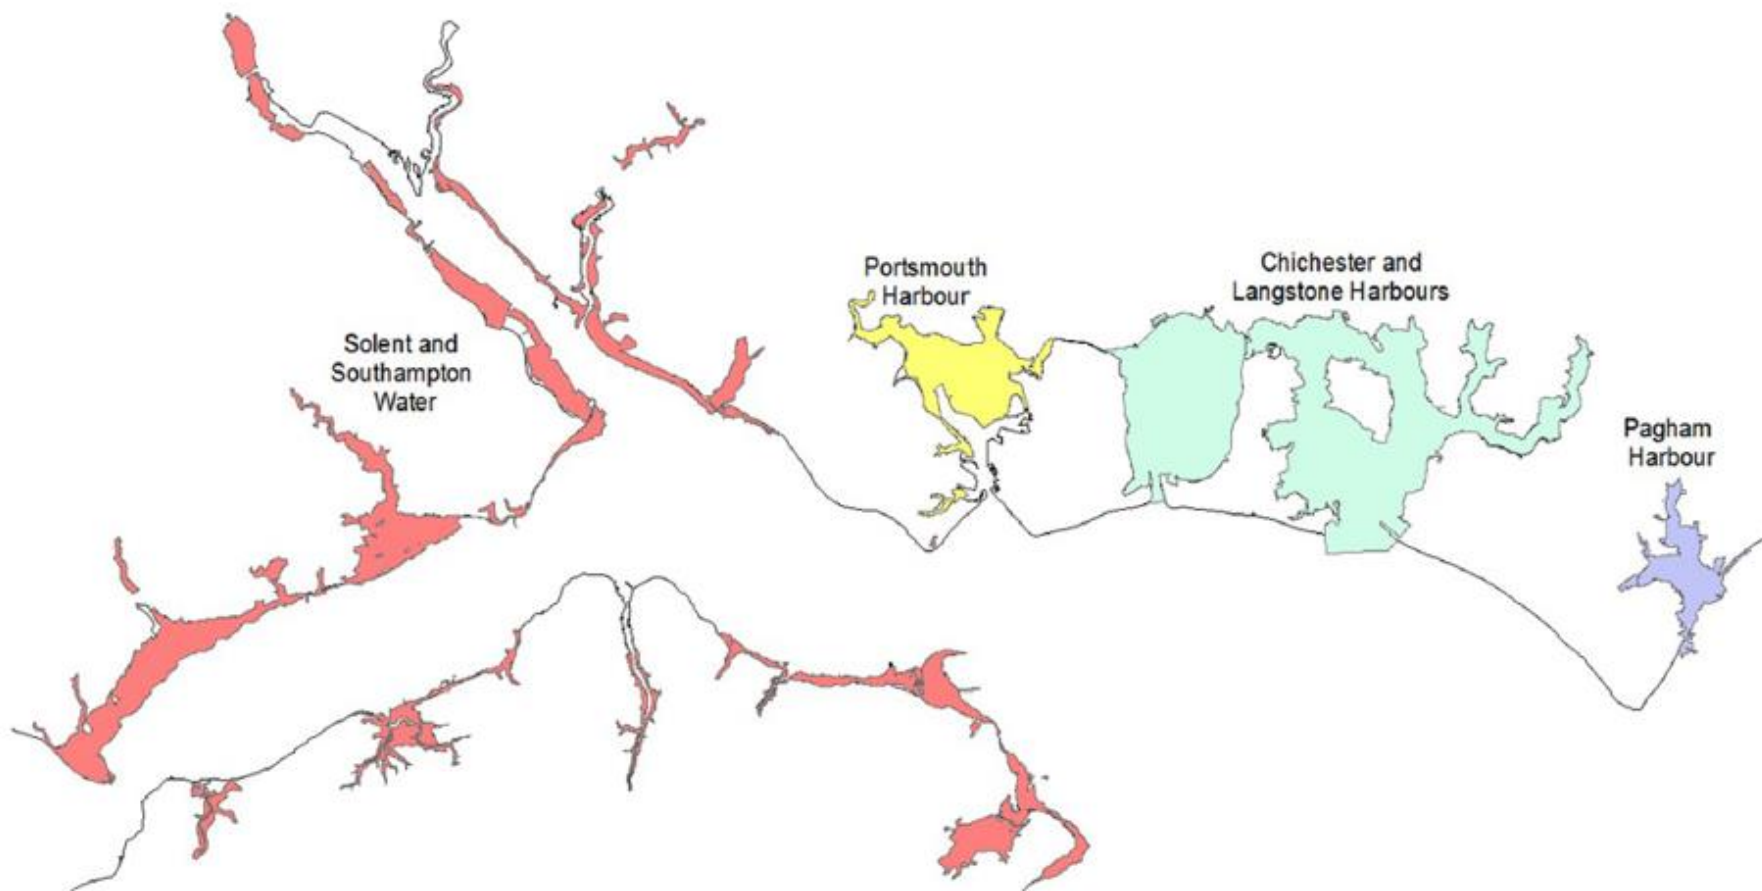 Portsmouth
Harbour
Chichester and
Langstone Harbours
Solent and
Southampton
Water
Pagham
Harbour